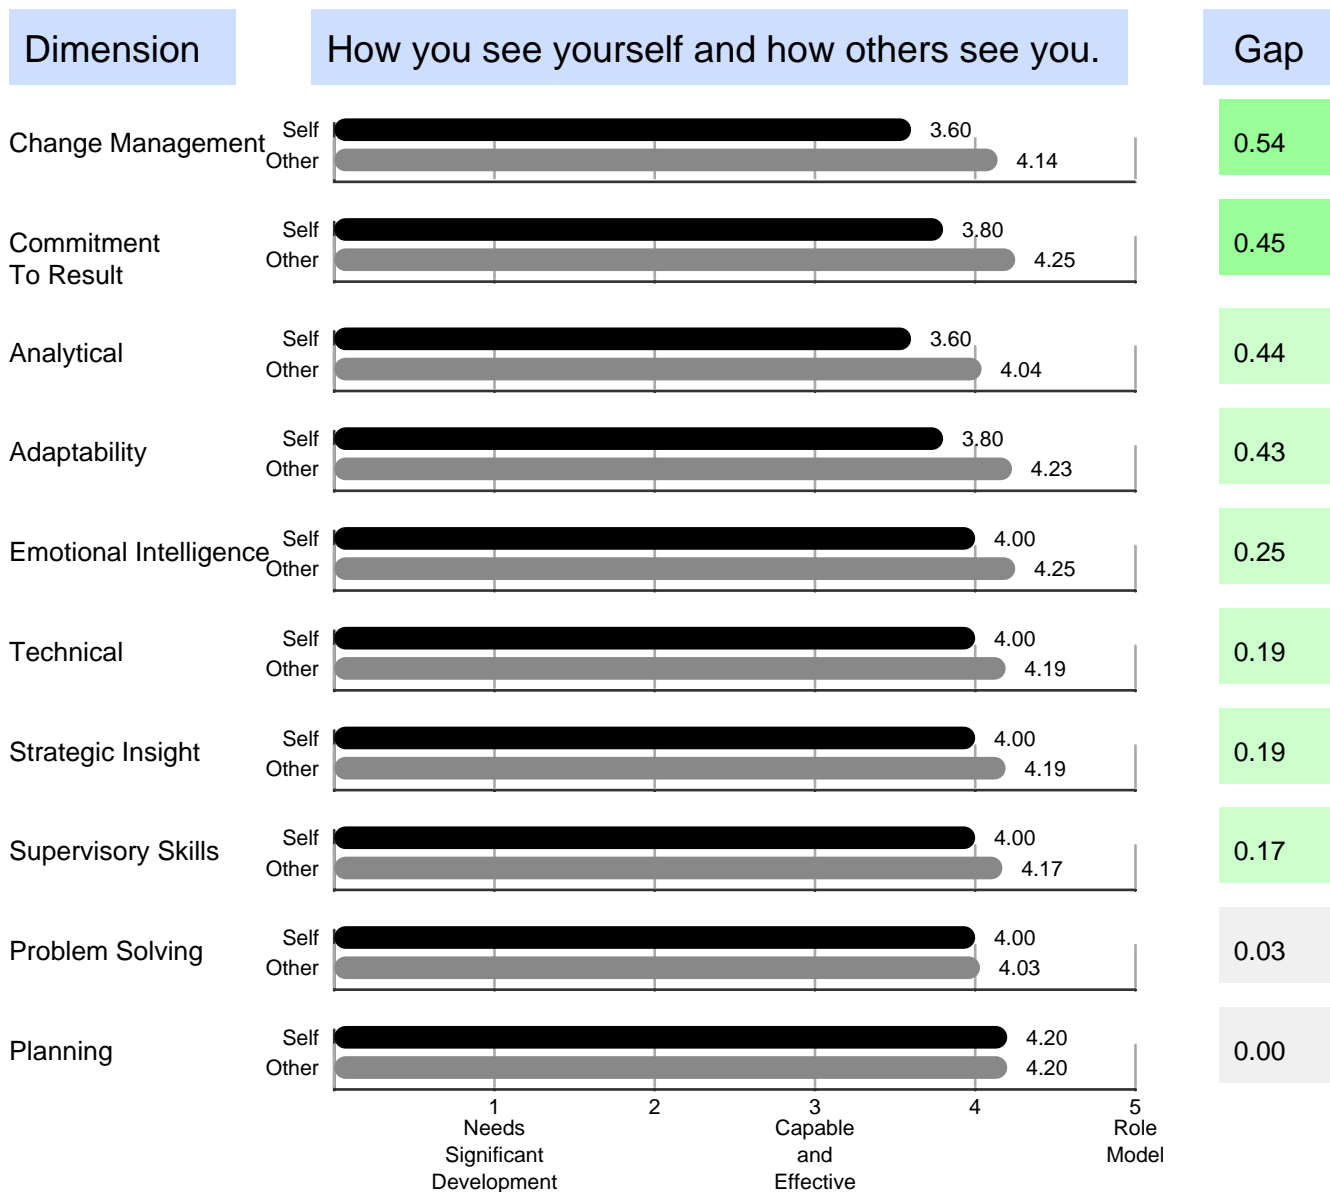 Dimension
How you see yourself and how others see you.
Gap
Change Management
Self
3.60
Other
4.14
0.54
Commitment
To Result
Self
3.80
Other
4.25
0.45
Analytical
Self
3.60
Other
4.04
0.44
Adaptability
Self
3.80
Other
4.23
0.43
Emotional Intelligence
Self
4.00
Other
4.25
0.25
Technical
Self
4.00
Other
4.19
0.19
Strategic Insight
Self
4.00
Other
4.19
0.19
Supervisory Skills
Self
4.00
Other
4.17
0.17
Problem Solving
Self
4.00
Other
4.03
0.03
Planning
Self
4.20
Other
4.20
0.00
1
Needs
Significant
Development
2
3
Capable
and
Effective
4
5
Role
Model